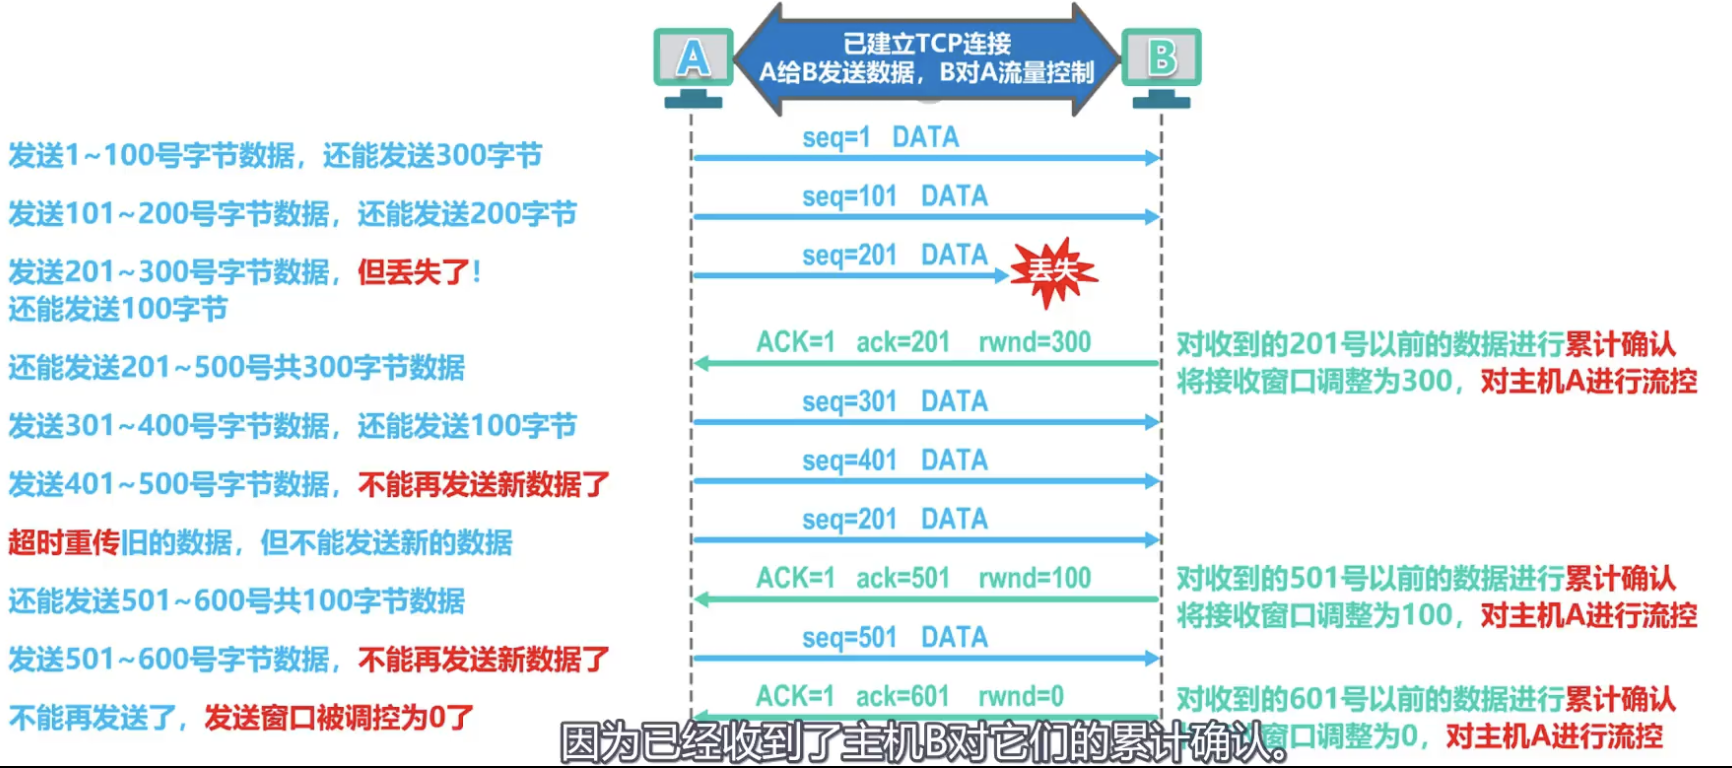 A
已建立TCP连接
A给B发送数据，B对A流量控制
B
seq=1 DATA
发送1~100号字节数据，还能发送300字节
seq=101 DATA
发送101~200号字节数据，还能发送200字节
seq=201 DATA
丢失
发送201~300号字节数据，但丢失了！
还能发送100字节
ACK=1 ack=201 rwnd=300
对收到的201号以前的数据进行累计确认
将接收窗口调整为300，对主机A进行流控
还能发送201~500号共300字节数据
seq=301 DATA
发送301~400号字节数据，还能发送100字节
seq=401 DATA
发送401~500号字节数据，不能再发送新数据了
seq=201 DATA
超时重传旧的数据，但不能发送新的数据
ACK=1 ack=501 rwnd=100
对收到的501号以前的数据进行累计确认
将接收窗口调整为100，对主机A进行流控
还能发送501~600号共100字节数据
seq=501 DATA
发送501~600号字节数据，不能再发送新数据了
ACK=1 ack=601 rwnd=0
对收到的601号以前的数据进行累计确认
窗口调整为0，对主机A进行流控
不能再发送了，发送窗口被调控为0了
因为已经收到了主机B对它们的累计确认。